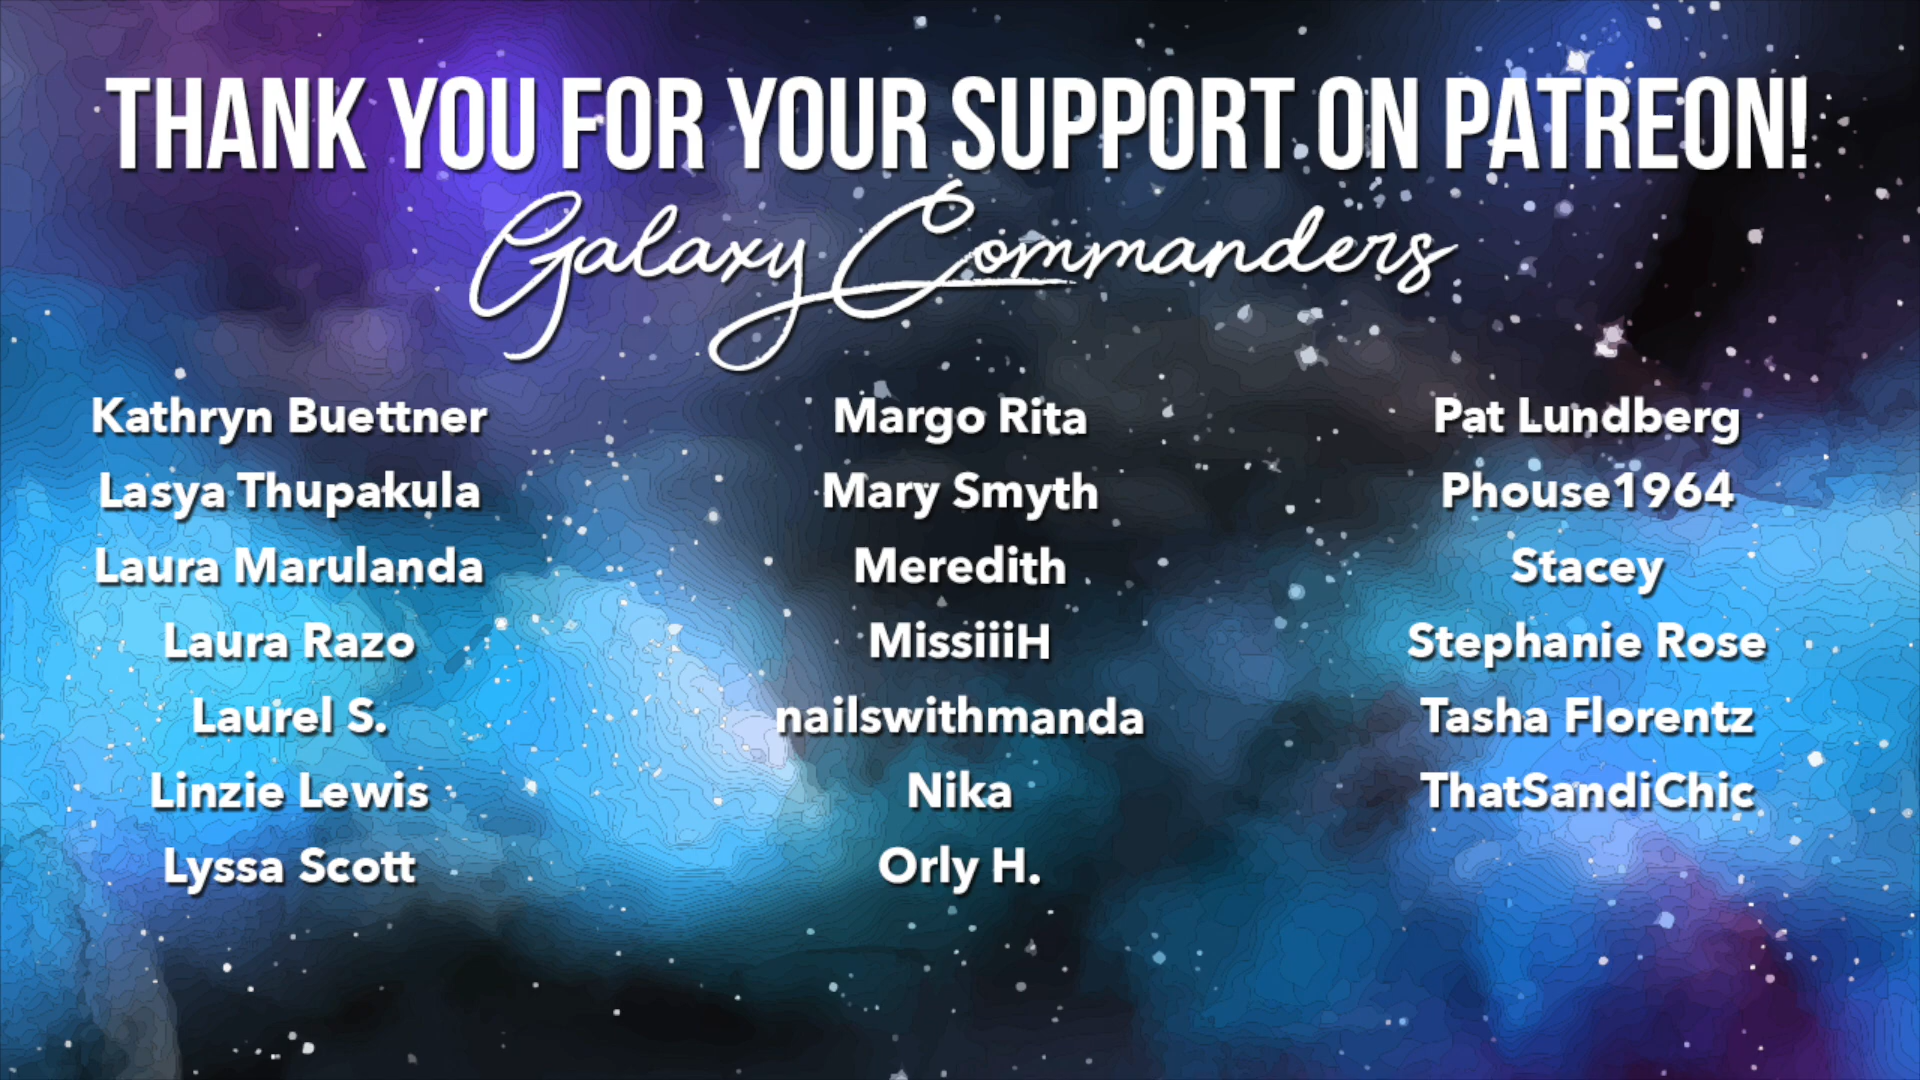 THANK YOU FOR YOUR SUPPORT ON PATREON!
Galaxy Commanders
Kathryn Buettner
Lasya Thupakula
Laura Marulanda
Laura Razo
Laurel S.
Linzie Lewis
Lyssa Scott
Margo Rita
Mary Smyth
Meredith
MissiiiH
nailswithmanda
Nika
Orly H.
Pat Lundberg
Phouse1964
Stacey
Stephanie Rose
Tasha Florentz
ThatSandiChic